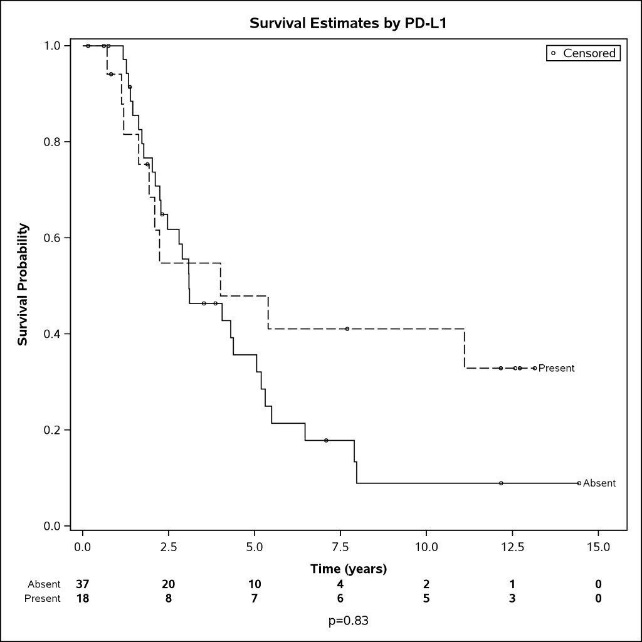 Survival Estimates by PD-L1
Censored
1.0
0.8
0.6
0.4
0.2
0.0
Survival Probability
Present
Absent
0.0 2.5 5.0 7.5 10.0 12.5 15.0
Time (years)
Absent 37 20 10 4 2 1 0
Present 18 8 7 6 5 3 0
p=0.83